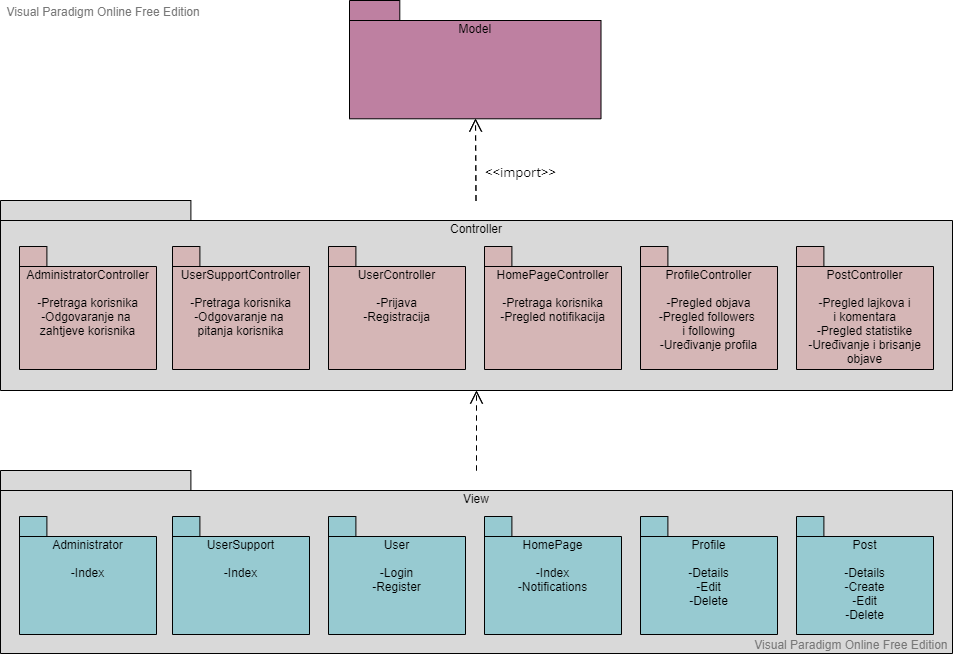 Visual Paradigm Online Free Edition
Model
<<import>>
Controller
AdministratorController
-Pretraga korisnika
-Odgovaranje na
zahtjeve korisnika
UserSupportController
-Pretraga korisnika
-Odgovaranje na
pitanja korisnika
UserController
-Prijava
-Registracija
HomePageController
-Pretraga korisnika
-Pregled notifikacija
ProfileController
-Pregled objava
-Pregled followers
i following
-Uređivanje profila
PostController
-Pregled lajkova i
i komentara
-Pregled statistike
-Uređivanje i brisanje
objave
View
Administrator
-Index
UserSupport
-Index
User
-Login
-Register
HomePage
-Index
-Notifications
Profile
-Details
-Edit
-Delete
Post
-Details
-Create
-Edit
-Delete
Visual Paradigm Online Free Edition